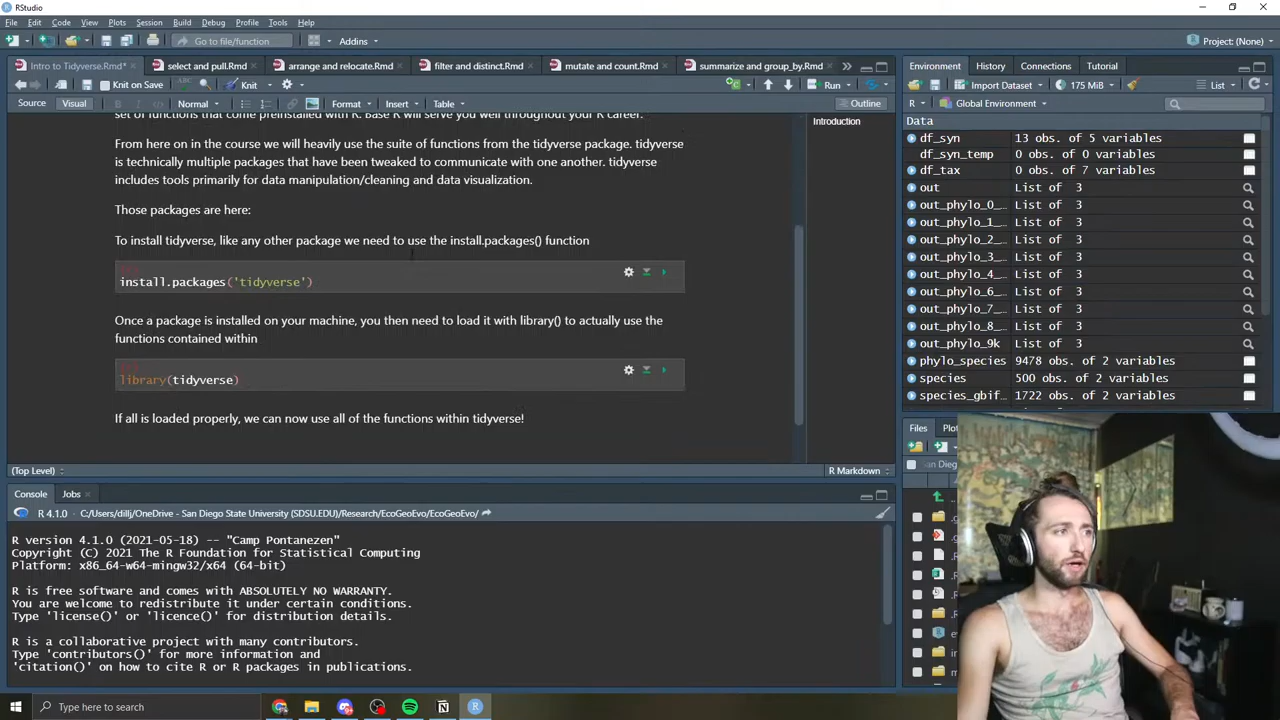 RStudio
File Edit Code View Plots Session Build Debug Profile Tools Help
Go to file/function Addins Project: (None)
Intro to Tidyverse.Rmd* select and pull.Rmd arrange and relocate.Rmd filter and distinct.Rmd mutate and count.Rmd summarize and group_by.Rmd
Knit on Save Knit Run
Source Visual B I Normal Format Insert Table Outline
Introduction
set of functions that come preinstalled with R. Base R will serve you well throughout your R career.
From here on in the course we will heavily use the suite of functions from the tidyverse package. tidyverse
is technically multiple packages that have been tweaked to communicate with one another. tidyverse
includes tools primarily for data manipulation/cleaning and data visualization.
Those packages are here:
To install tidyverse, like any other package we need to use the install.packages() function
install.packages('tidyverse')
Once a package is installed on your machine, you then need to load it with library() to actually use the
functions contained within
library(tidyverse)
If all is loaded properly, we can now use all of the functions within tidyverse!
(Top Level) R Markdown
Console Jobs
R 4.1.0 · C:/Users/dillj/OneDrive - San Diego State University (SDSU.EDU)/Research/EcoGeoEvo/EcoGeoEvo/
R version 4.1.0 (2021-05-18) -- "Camp Pontanezen"
Copyright (C) 2021 The R Foundation for Statistical Computing
Platform: x86_64-w64-mingw32/x64 (64-bit)
R is free software and comes with ABSOLUTELY NO WARRANTY.
You are welcome to redistribute it under certain conditions.
Type 'license()' or 'licence()' for distribution details.
R is a collaborative project with many contributors.
Type 'contributors()' for more information and
'citation()' on how to cite R or R packages in publications.
Environment History Connections Tutorial
Import Dataset 175 MiB List
R Global Environment
Data
df_syn 13 obs. of 5 variables
df_syn_temp 0 obs. of 0 variables
df_tax 0 obs. of 7 variables
out List of 3
out_phylo_0_… List of 3
out_phylo_1_… List of 3
out_phylo_2_… List of 3
out_phylo_3_… List of 3
out_phylo_4_… List of 3
out_phylo_6_… List of 3
out_phylo_7_… List of 3
out_phylo_8_… List of 3
out_phylo_9k List of 3
phylo_species 9478 obs. of 2 variables
species 500 obs. of 2 variables
species_gbif… 1722 obs. of 2 variables
Files
an Dieg
Type here to search